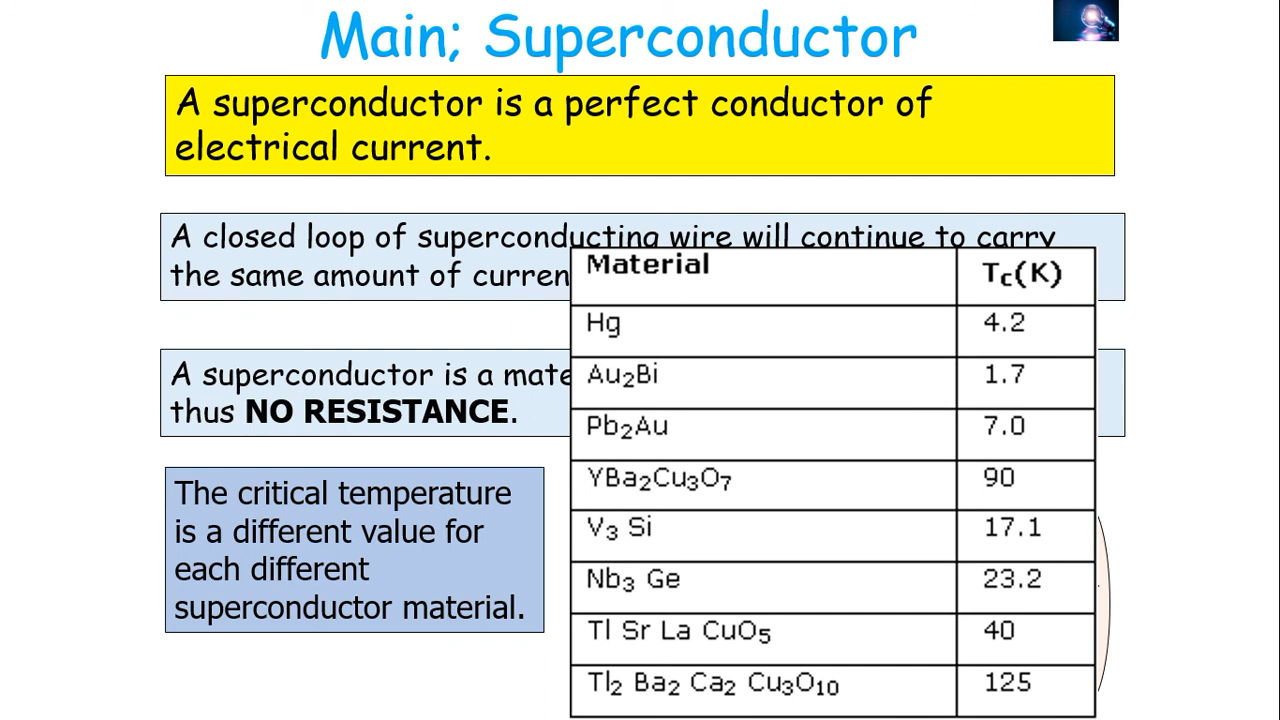 Main; Superconductor
A superconductor is a perfect conductor of
electrical current.
A closed loop of superconducting wire will continue to carry
the same amount of curren
A superconductor is a mate
thus NO RESISTANCE.
The critical temperature
is a different value for
each different
superconductor material.
Material Tc(K)
Hg 4.2
Au2Bi 1.7
Pb2Au 7.0
YBa2Cu3O7 90
V3 Si 17.1
Nb3 Ge 23.2
Tl Sr La CuO5 40
Tl2 Ba2 Ca2 Cu3O10 125